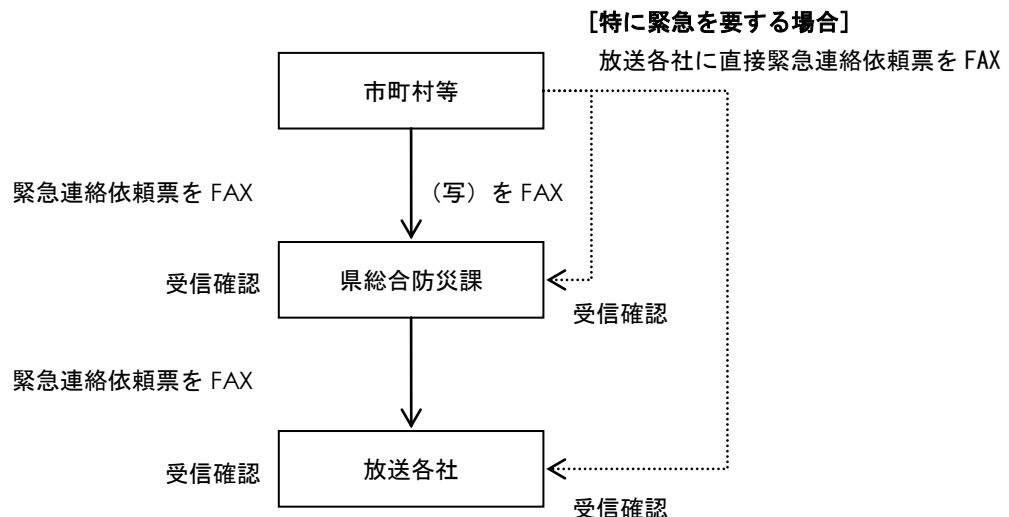 [特に緊急を要する場合]
放送各社に直接緊急連絡依頼票を FAX
市町村等
緊急連絡依頼票を FAX
（写）を FAX
受信確認
県総合防災課
受信確認
緊急連絡依頼票を FAX
受信確認
放送各社
受信確認